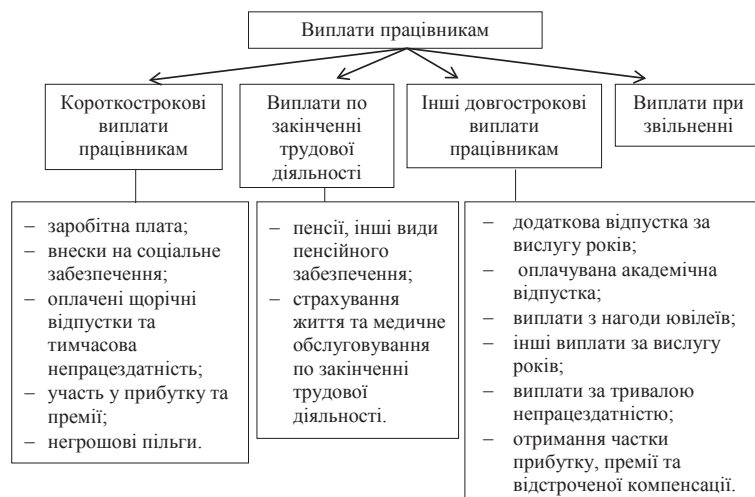 Виплати працівникам
Короткострокові
виплати
працівникам
Виплати по
закінченні
трудової
діяльності
Інші довгострокові
виплати
працівникам
Виплати при
звільненні
– заробітна плата;
– внески на соціальне
забезпечення;
– оплачені щорічні
відпустки та
тимчасова
непрацездатність;
– участь у прибутку та
премії;
– негрошові пільги.
– пенсії, інші види
пенсійного
забезпечення;
– страхування
життя та медичне
обслуговування
по закінченні
трудової
діяльності.
– додаткова відпустка за
вислугу років;
– оплачувана академічна
відпустка;
– виплати з нагоди ювілеїв;
– інші виплати за вислугу
років;
– виплати за тривалою
непрацездатністю;
– отримання частки
прибутку, премії та
відстроченої компенсації.